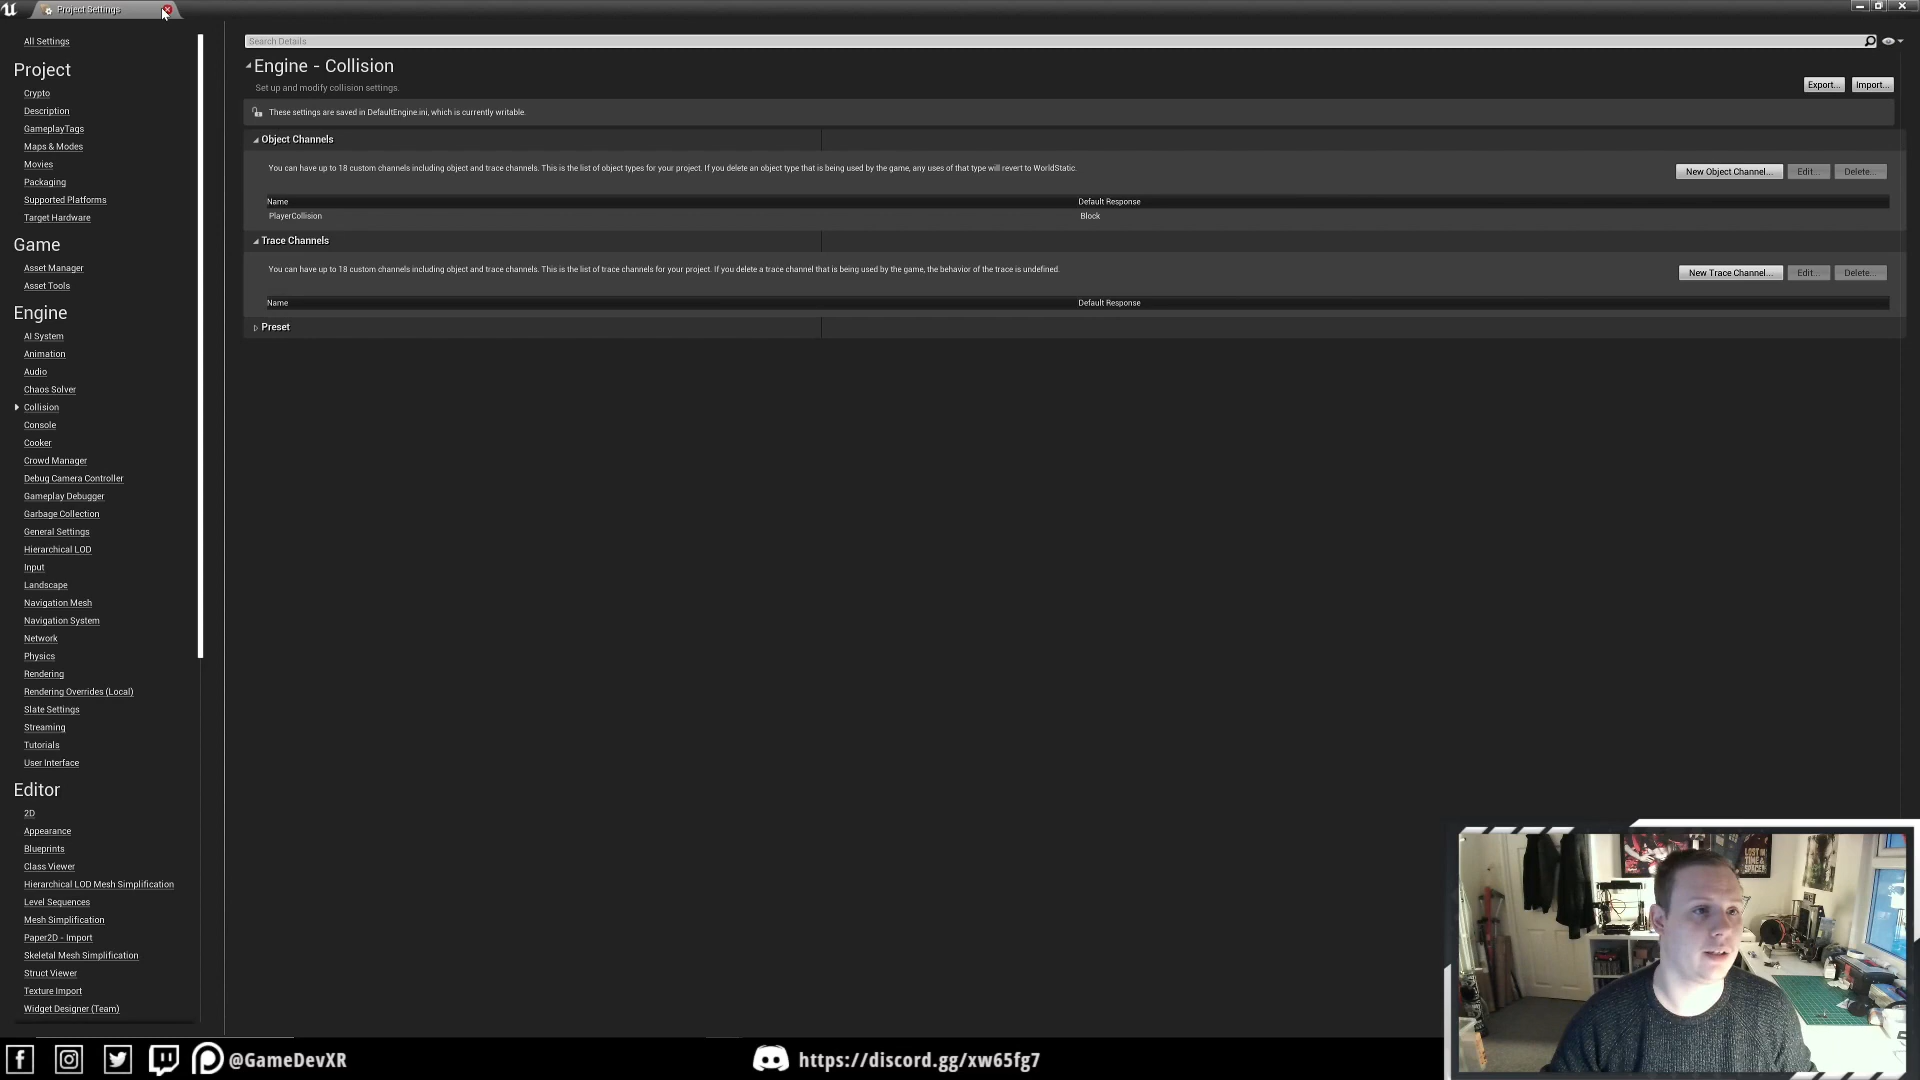 Project Settings
All Settings
Project
Crypto
Description
GameplayTags
Maps & Modes
Movies
Packaging
Supported Platforms
Target Hardware
Game
Asset Manager
Asset Tools
Engine
AI System
Animation
Audio
Chaos Solver
Collision
Console
Cooker
Crowd Manager
Debug Camera Controller
Gameplay Debugger
Garbage Collection
General Settings
Hierarchical LOD
Input
Landscape
Navigation Mesh
Navigation System
Network
Physics
Rendering
Rendering Overrides (Local)
Slate Settings
Streaming
Tutorials
User Interface
Editor
2D
Appearance
Blueprints
Class Viewer
Hierarchical LOD Mesh Simplification
Level Sequences
Mesh Simplification
Paper2D - Import
Skeletal Mesh Simplification
Struct Viewer
Texture Import
Widget Designer (Team)
Search Details
Engine - Collision
Set up and modify collision settings.
Export... Import...
These settings are saved in DefaultEngine.ini, which is currently writable.
Object Channels
You can have up to 18 custom channels including object and trace channels. This is the list of object types for your project. If you delete an object type that is being used by the game, any uses of that type will revert to WorldStatic.
New Object Channel... Edit... Delete...
Name Default Response
PlayerCollision Block
Trace Channels
You can have up to 18 custom channels including object and trace channels. This is the list of trace channels for your project. If you delete a trace channel that is being used by the game, the behavior of the trace is undefined.
New Trace Channel... Edit... Delete...
Name Default Response
Preset
LOST IN
TIME &
SPACE?
@GameDevXR
https://discord.gg/xw65fg7